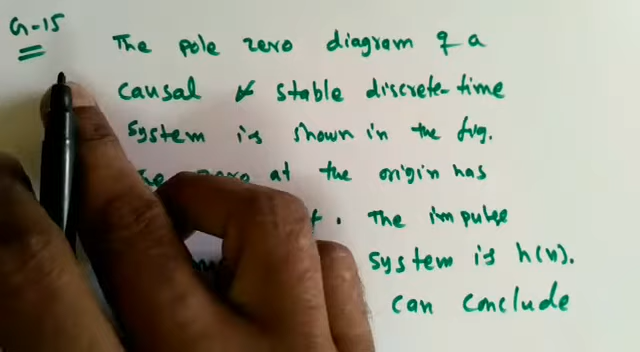 G-15
The pole zero diagram of a
causal & stable discrete-time
system is shown in the fig.
zero at the origin has
. The impulse
system is h(n).
can conclude